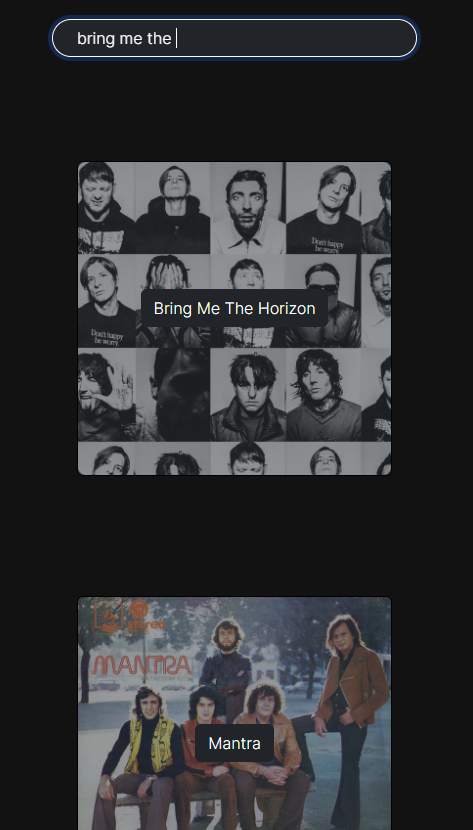 bring me the
Don't happy
be worry.
Bring Me The Horizon
Don't happy
be worry.
stereo
MANTRA
Mantra